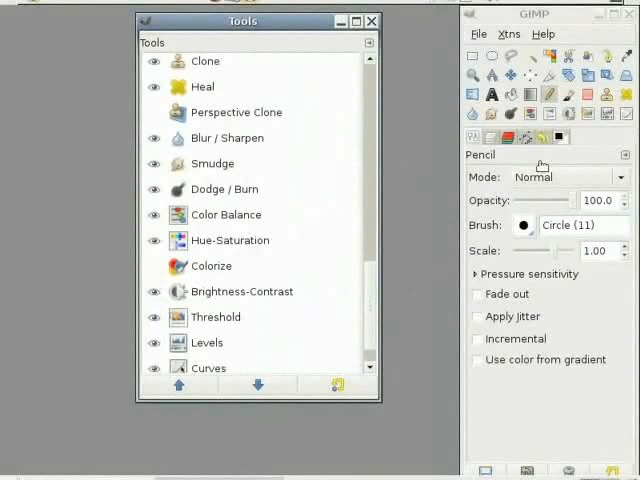 Tools
Tools
Clone
Heal
Perspective Clone
Blur / Sharpen
Smudge
Dodge / Burn
Color Balance
Hue-Saturation
Colorize
Brightness-Contrast
Threshold
Levels
Curves
GIMP
File Xtns Help
Pencil
Mode: Normal
Opacity: 100.0
Brush: Circle (11)
Scale: 1.00
Pressure sensitivity
Fade out
Apply Jitter
Incremental
Use color from gradient